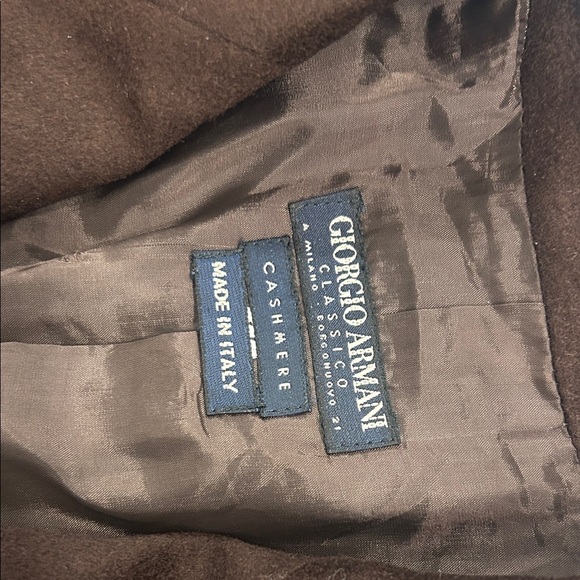 GIORGIO ARMANI
CLASSICO
A MILANO · BORGONUOVO 21
CASHMERE
MADE IN ITALY